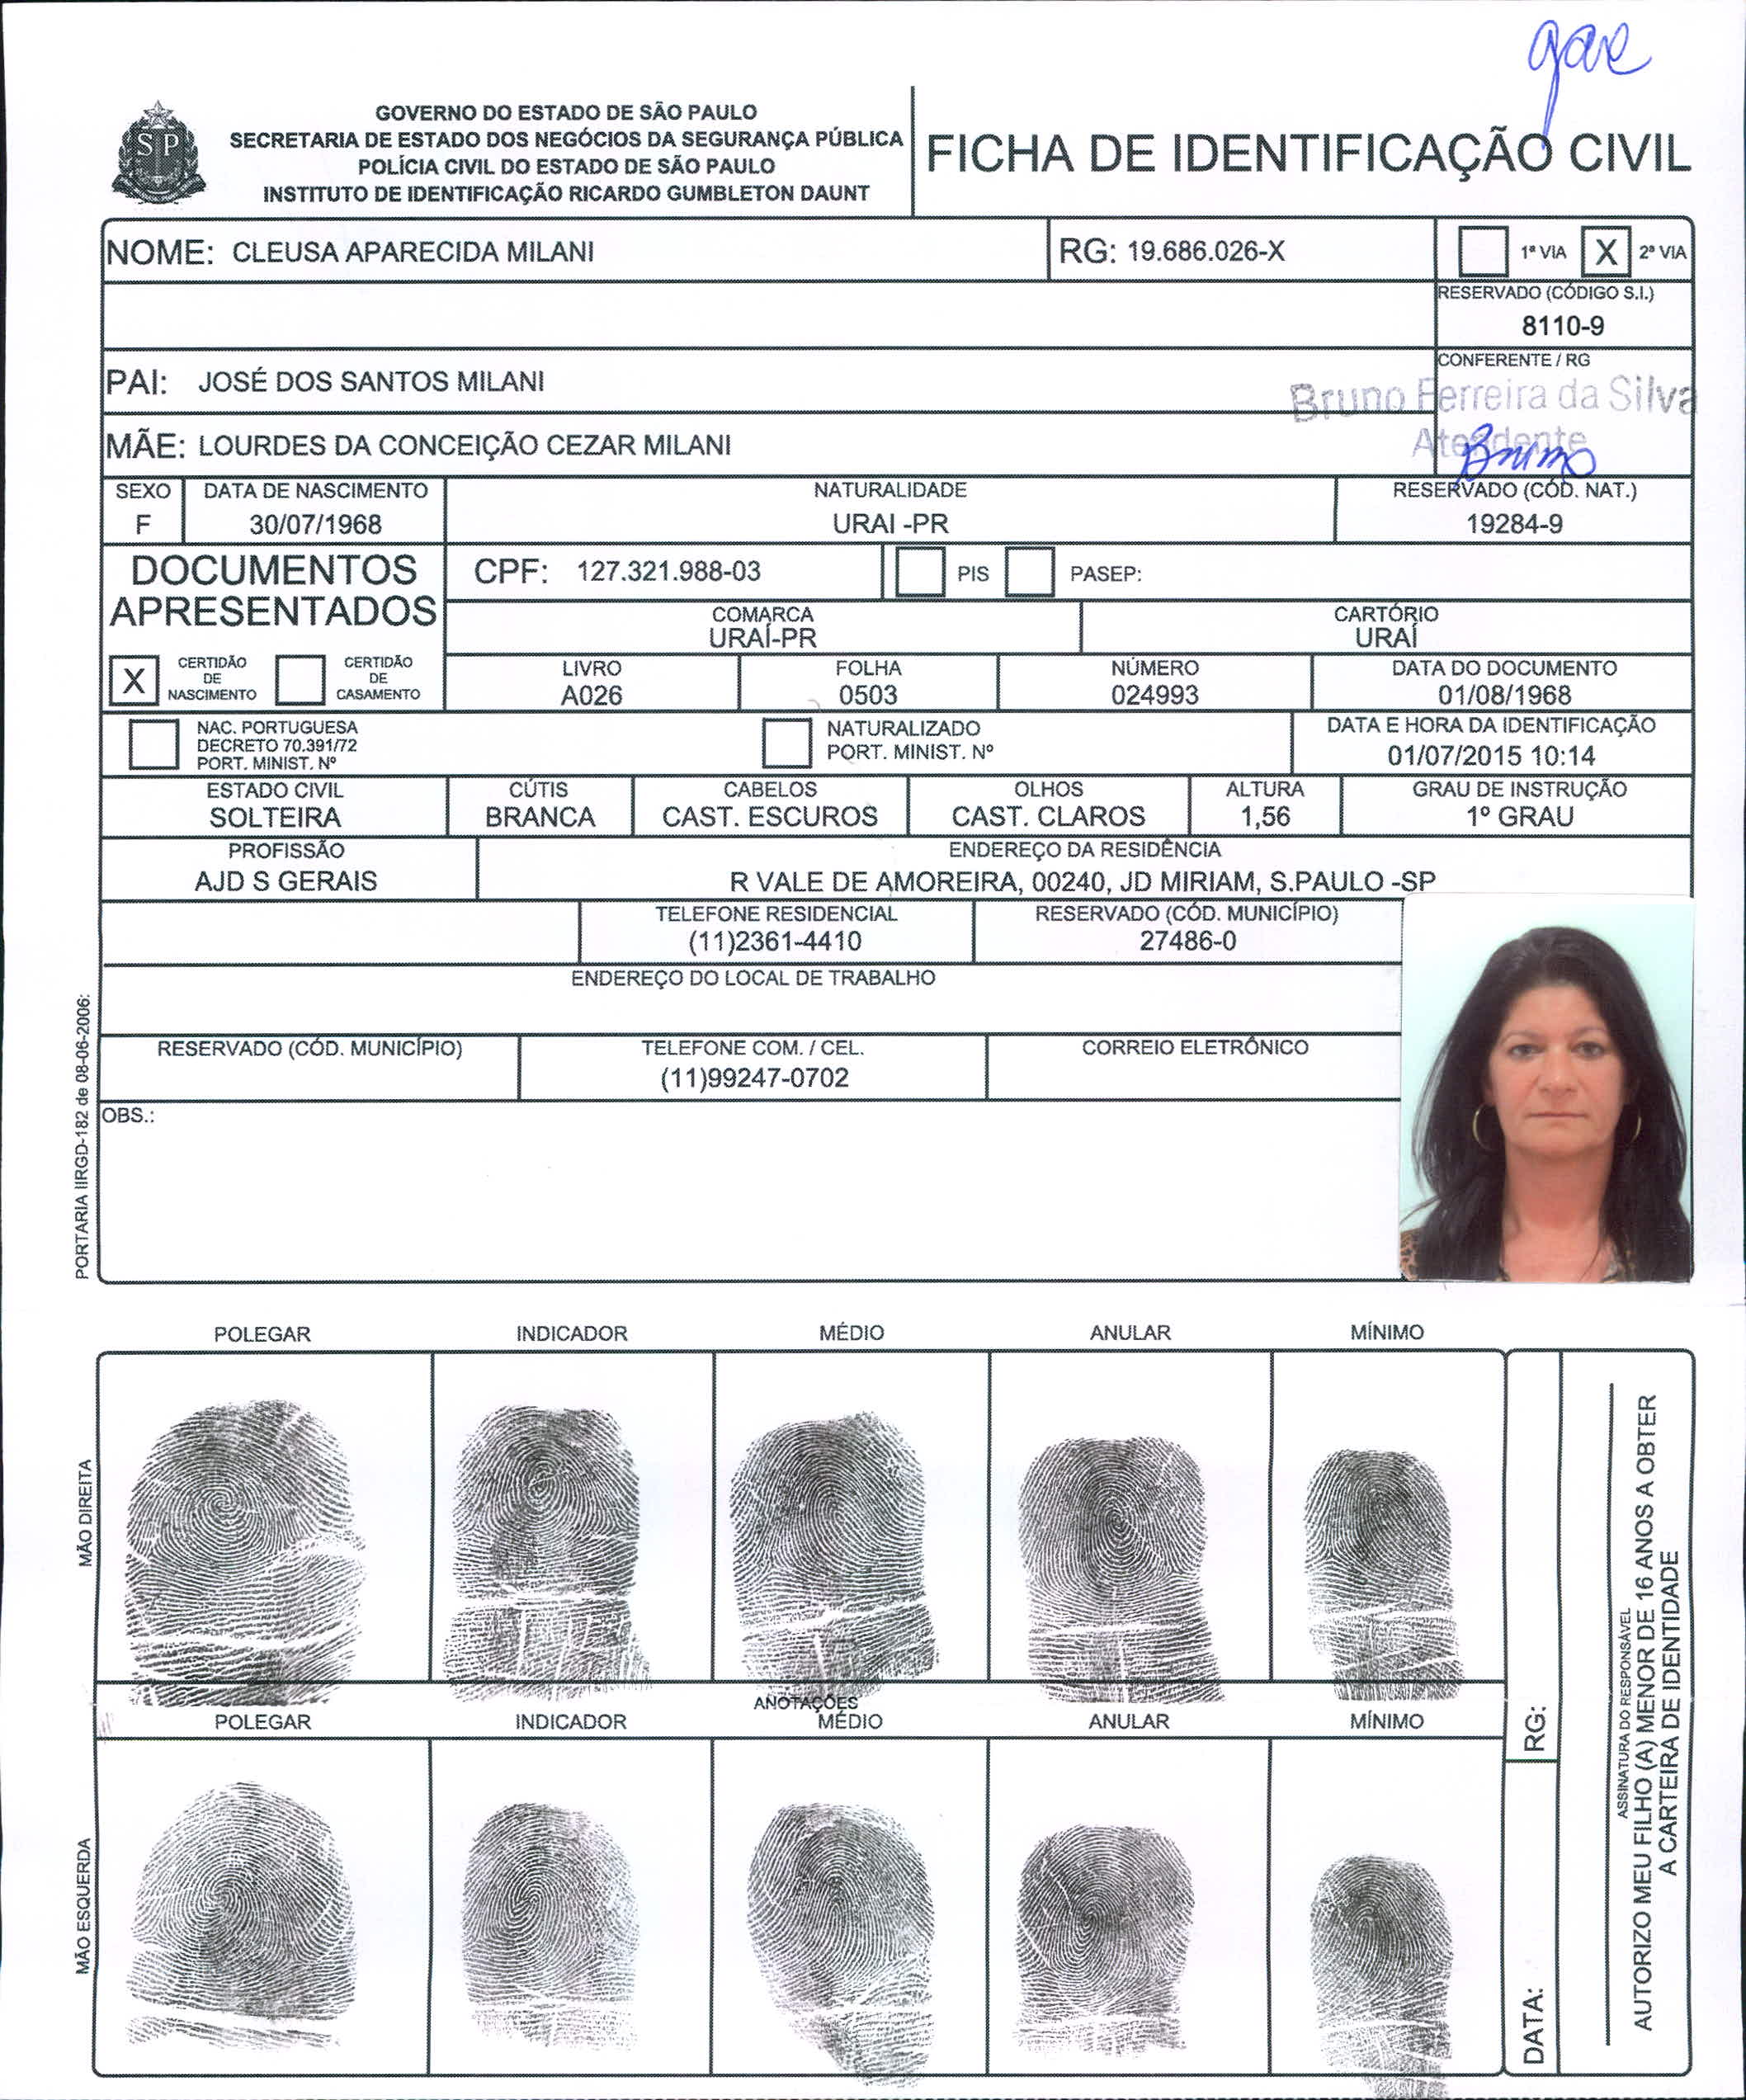 gae
GOVERNO DO ESTADO DE SÃO PAULO
SECRETARIA DE ESTADO DOS NEGÓCIOS DA SEGURANÇA PÚBLICA
POLÍCIA CIVIL DO ESTADO DE SÃO PAULO
INSTITUTO DE IDENTIFICAÇÃO RICARDO GUMBLETON DAUNT
SP
FICHA DE IDENTIFICAÇÃO CIVIL
NOME: CLEUSA APARECIDA MILANI
RG: 19.686.026-X
1ª VIA X 2ª VIA
RESERVADO (CÓDIGO S.I.)
8110-9
PAI: JOSÉ DOS SANTOS MILANI
CONFERENTE / RG
Bruno Ferreira da Silva
Atendente
Bruno
MÃE: LOURDES DA CONCEIÇÃO CEZAR MILANI
SEXO
F
DATA DE NASCIMENTO
30/07/1968
NATURALIDADE
URAI -PR
RESERVADO (CÓD. NAT.)
19284-9
DOCUMENTOS
APRESENTADOS
CPF: 127.321.988-03
PIS
PASEP:
COMARCA
URAÍ-PR
CARTÓRIO
URAÍ
X
CERTIDÃO
DE
NASCIMENTO
CERTIDÃO
DE
CASAMENTO
LIVRO
A026
FOLHA
0503
NÚMERO
024993
DATA DO DOCUMENTO
01/08/1968
NAC. PORTUGUESA
DECRETO 70.391/72
PORT. MINIST. Nº
NATURALIZADO
PORT. MINIST. Nº
DATA E HORA DA IDENTIFICAÇÃO
01/07/2015 10:14
ESTADO CIVIL
SOLTEIRA
CÚTIS
BRANCA
CABELOS
CAST. ESCUROS
OLHOS
CAST. CLAROS
ALTURA
1,56
GRAU DE INSTRUÇÃO
1º GRAU
PROFISSÃO
AJD S GERAIS
ENDEREÇO DA RESIDÊNCIA
R VALE DE AMOREIRA, 00240, JD MIRIAM, S.PAULO -SP
TELEFONE RESIDENCIAL
(11)2361-4410
RESERVADO (CÓD. MUNICÍPIO)
27486-0
ENDEREÇO DO LOCAL DE TRABALHO
RESERVADO (CÓD. MUNICÍPIO)
TELEFONE COM. / CEL.
(11)99247-0702
CORREIO ELETRÔNICO
OBS.:
PORTARIA IIRGD-182 de 08-06-2006:
POLEGAR INDICADOR MÉDIO ANULAR MÍNIMO
MÃO DIREITA
ANOTAÇÕES
POLEGAR INDICADOR MÉDIO ANULAR MÍNIMO
MÃO ESQUERDA
RG:
DATA:
ASSINATURA DO RESPONSÁVEL
AUTORIZO MEU FILHO (A) MENOR DE 16 ANOS A OBTER
A CARTEIRA DE IDENTIDADE